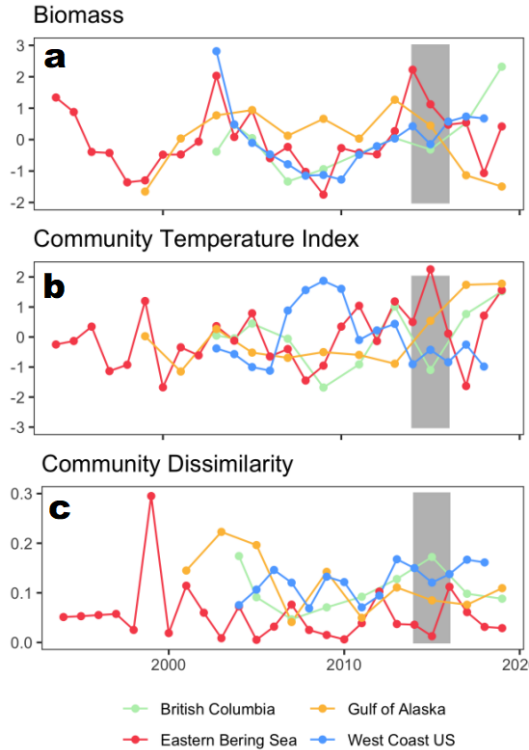 Biomass
a
3
2
1
0
-1
-2
Community Temperature Index
b
2
1
0
-1
-2
-3
Community Dissimilarity
c
0.3
0.2
0.1
0.0
2000 2010 2020
British Columbia Gulf of Alaska
Eastern Bering Sea West Coast US